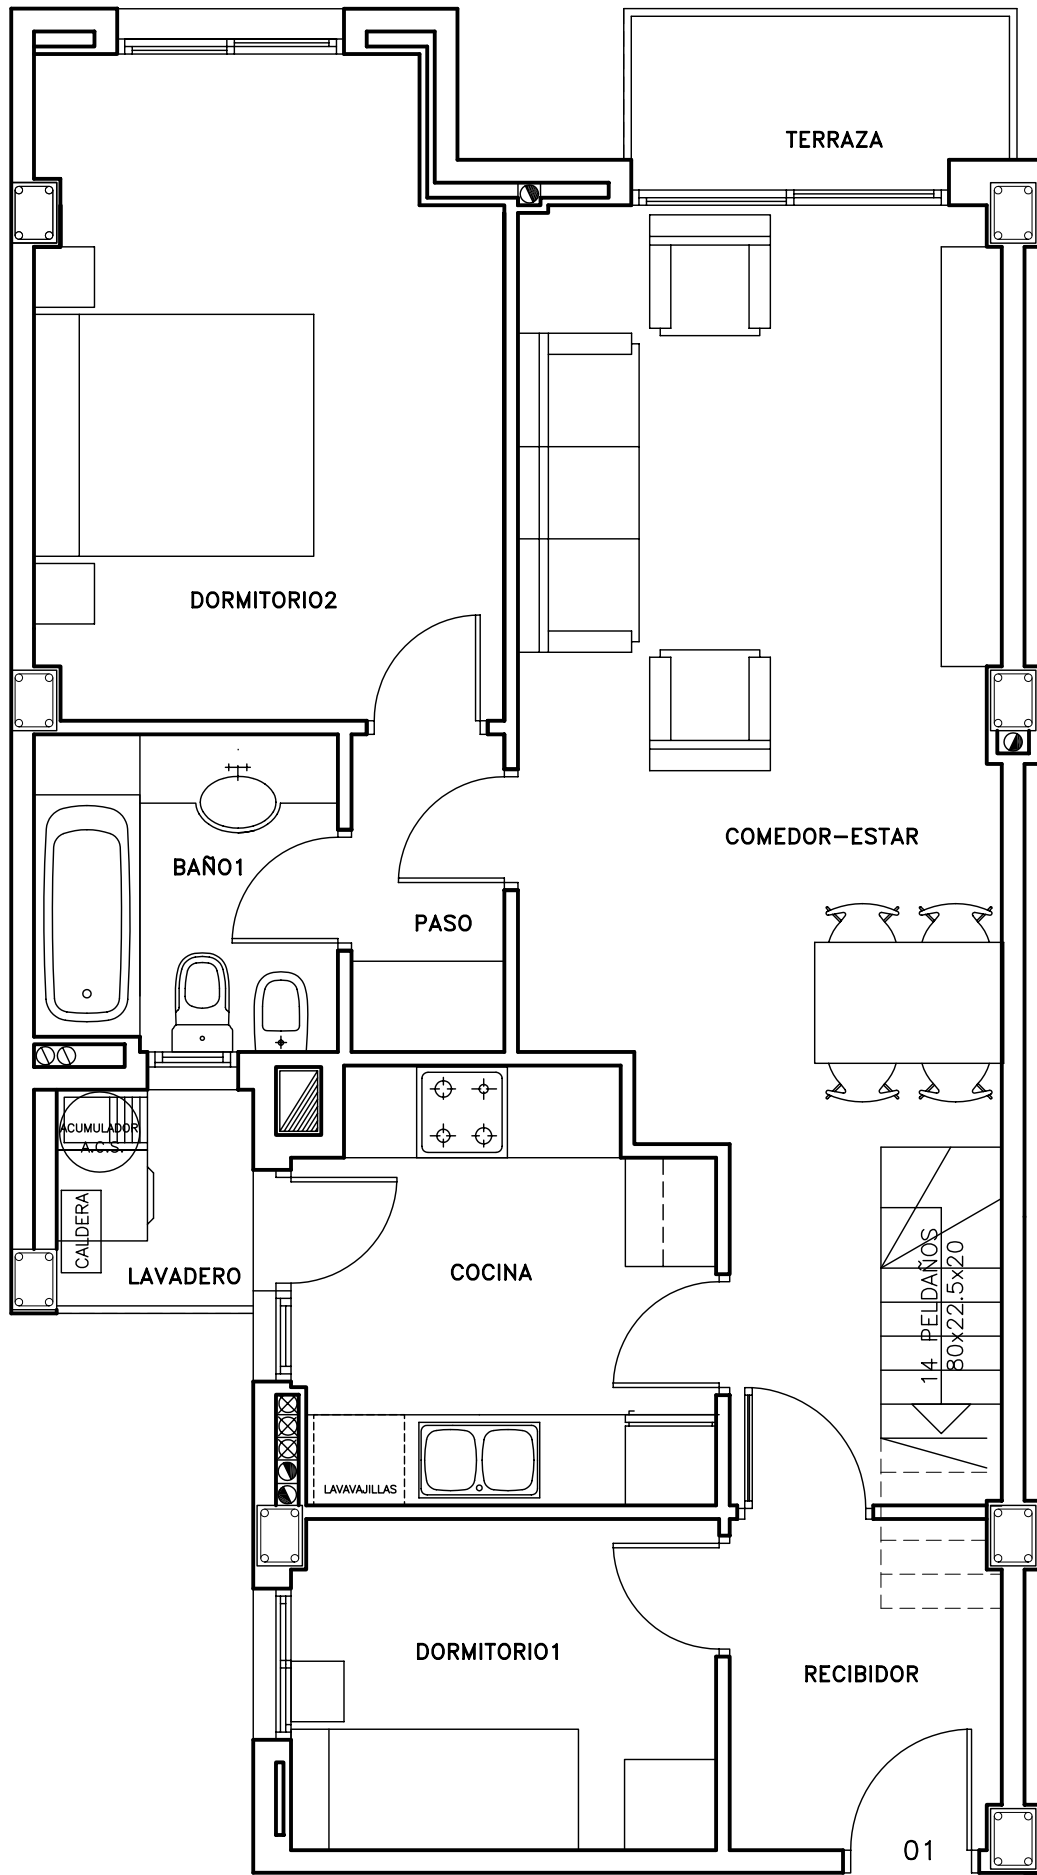 TERRAZA
DORMITORIO2
COMEDOR-ESTAR
BAÑO1
PASO
ACUMULADOR
A.C.S.
CALDERA
LAVADERO
COCINA
14 PELDAÑOS
80x22.5x20
LAVAVAJILLAS
DORMITORIO1
RECIBIDOR
01